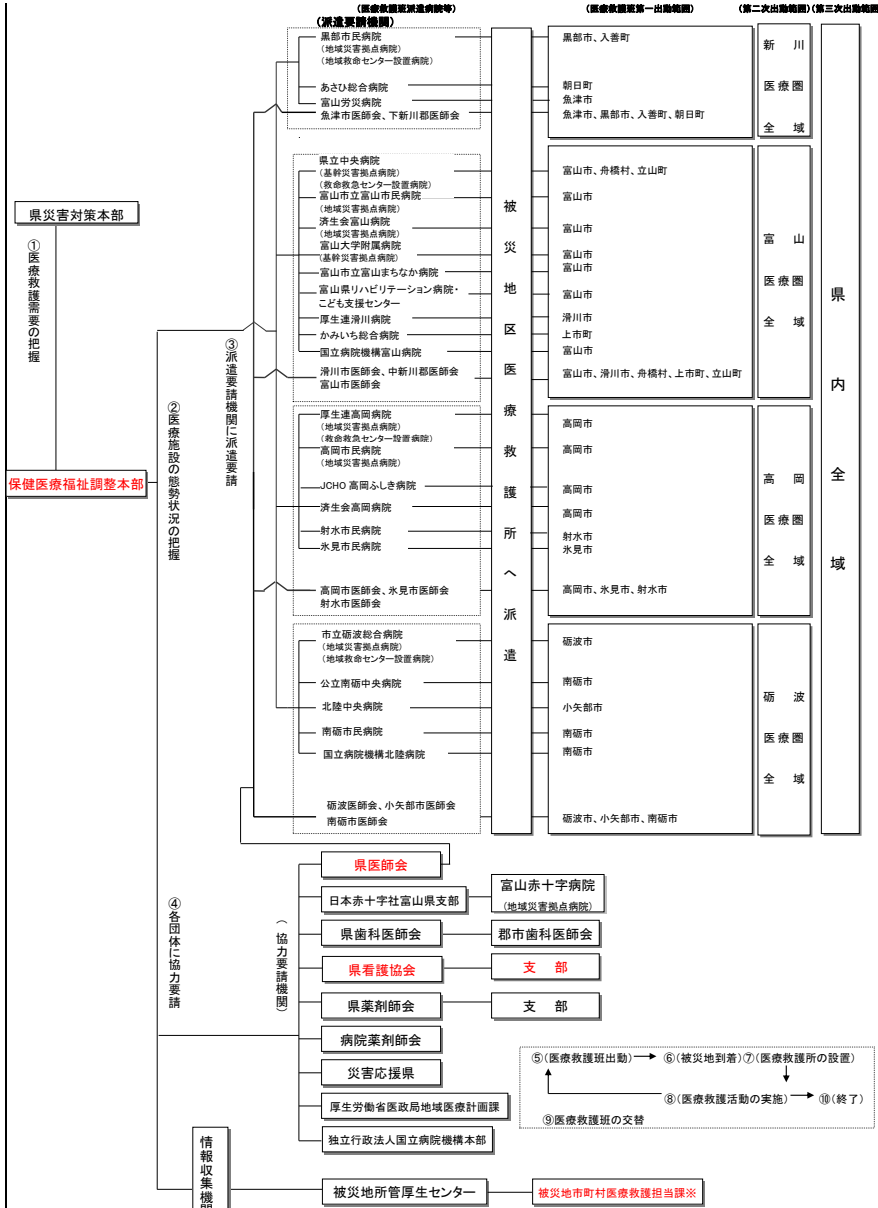 (医療救護班派遣病院等)
(派遣要請機関)
(医療救護班第一出動範囲)
(第二次出動範囲)
(第三次出動範囲)
県災害対策本部
①医療救護需要の把握
保健医療福祉調整本部
②医療施設の態勢状況の把握
③派遣要請機関に派遣要請
黒部市民病院
(地域災害拠点病院)
(地域救命センター設置病院)
黒部市、入善町
あさひ総合病院
朝日町
富山労災病院
魚津市
魚津市医師会、下新川郡医師会
魚津市、黒部市、入善町、朝日町
新川
医療圏
全域
県立中央病院
(基幹災害拠点病院)
(救命救急センター設置病院)
富山市、舟橋村、立山町
富山市立富山市民病院
(地域災害拠点病院)
富山市
済生会富山病院
(地域災害拠点病院)
富山市
富山大学附属病院
(基幹災害拠点病院)
富山市
富山市立富山まちなか病院
富山市
富山県リハビリテーション病院・
こども支援センター
富山市
厚生連滑川病院
滑川市
かみいち総合病院
上市町
国立病院機構富山病院
富山市
滑川市医師会、中新川郡医師会
富山市医師会
富山市、滑川市、舟橋村、上市町、立山町
富山
医療圏
全域
厚生連高岡病院
(地域災害拠点病院)
(救命救急センター設置病院)
高岡市
高岡市民病院
(地域災害拠点病院)
高岡市
JCHO 高岡ふしき病院
高岡市
済生会高岡病院
高岡市
射水市民病院
射水市
氷見市民病院
氷見市
高岡市医師会、氷見市医師会
射水市医師会
高岡市、氷見市、射水市
高岡
医療圏
全域
市立砺波総合病院
(地域災害拠点病院)
(地域救命センター設置病院)
砺波市
公立南砺中央病院
南砺市
北陸中央病院
小矢部市
南砺市民病院
南砺市
国立病院機構北陸病院
南砺市
砺波医師会、小矢部市医師会
南砺市医師会
砺波市、小矢部市、南砺市
砺波
医療圏
全域
被災地区医療救護所へ派遣
県内全域
④各団体に協力要請
(協力要請機関)
県医師会
日本赤十字社富山県支部
富山赤十字病院
(地域災害拠点病院)
県歯科医師会
郡市歯科医師会
県看護協会
支部
県薬剤師会
支部
病院薬剤師会
災害応援県
厚生労働省医政局地域医療計画課
独立行政法人国立病院機構本部
⑤(医療救護班出動)
⑥(被災地到着)⑦(医療救護所の設置)
⑧(医療救護活動の実施)
⑩(終了)
⑨医療救護班の交替
情報収集機関
被災地所管厚生センター
被災地市町村医療救護担当課※